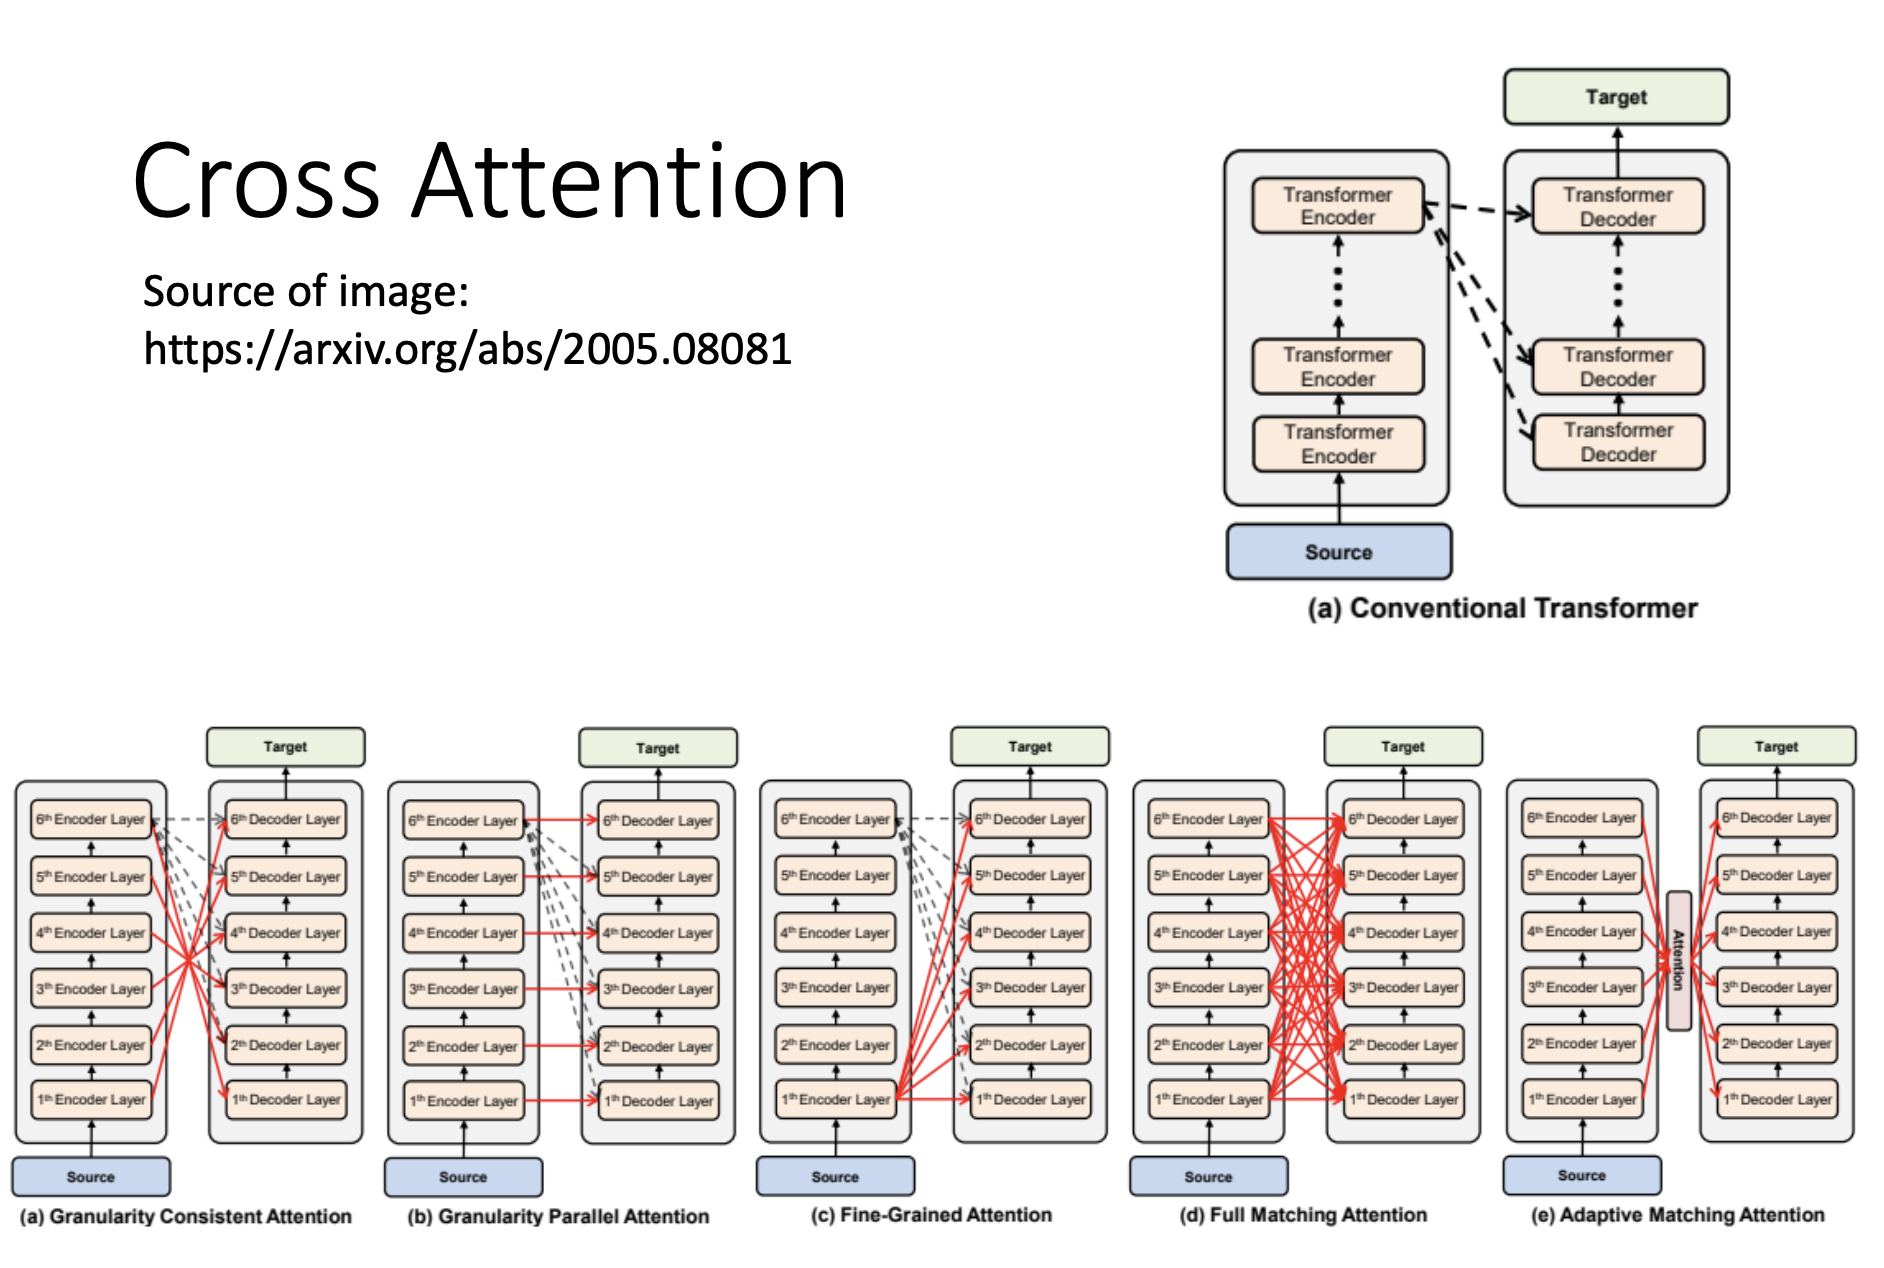 Cross Attention
Source of image:
https://arxiv.org/abs/2005.08081
Target
Transformer
Encoder
Transformer
Decoder
Transformer
Encoder
Transformer
Decoder
Transformer
Encoder
Transformer
Decoder
Source
(a) Conventional Transformer
Target
6th Encoder Layer
6th Decoder Layer
5th Encoder Layer
5th Decoder Layer
4th Encoder Layer
4th Decoder Layer
3th Encoder Layer
3th Decoder Layer
2th Encoder Layer
2th Decoder Layer
1th Encoder Layer
1th Decoder Layer
Source
(a) Granularity Consistent Attention
Target
6th Encoder Layer
6th Decoder Layer
5th Encoder Layer
5th Decoder Layer
4th Encoder Layer
4th Decoder Layer
3th Encoder Layer
3th Decoder Layer
2th Encoder Layer
2th Decoder Layer
1th Encoder Layer
1th Decoder Layer
Source
(b) Granularity Parallel Attention
Target
6th Encoder Layer
6th Decoder Layer
5th Encoder Layer
5th Decoder Layer
4th Encoder Layer
4th Decoder Layer
3th Encoder Layer
3th Decoder Layer
2th Encoder Layer
2th Decoder Layer
1th Encoder Layer
1th Decoder Layer
Source
(c) Fine-Grained Attention
Target
6th Encoder Layer
6th Decoder Layer
5th Encoder Layer
5th Decoder Layer
4th Encoder Layer
4th Decoder Layer
3th Encoder Layer
3th Decoder Layer
2th Encoder Layer
2th Decoder Layer
1th Encoder Layer
1th Decoder Layer
Source
(d) Full Matching Attention
Target
6th Encoder Layer
6th Decoder Layer
5th Encoder Layer
5th Decoder Layer
4th Encoder Layer
4th Decoder Layer
Attention
3th Encoder Layer
3th Decoder Layer
2th Encoder Layer
2th Decoder Layer
1th Encoder Layer
1th Decoder Layer
Source
(e) Adaptive Matching Attention